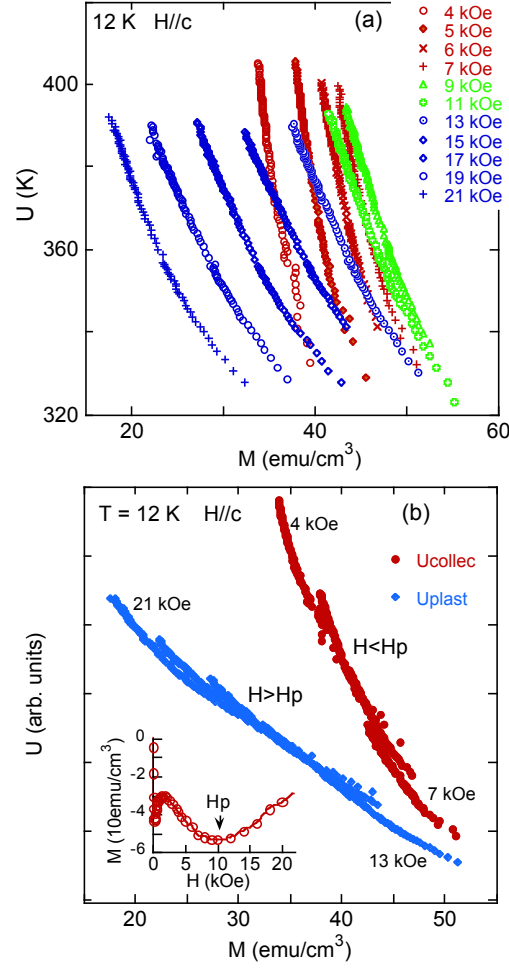 12 K H//c (a)
4 kOe
5 kOe
6 kOe
7 kOe
9 kOe
11 kOe
13 kOe
15 kOe
17 kOe
19 kOe
21 kOe
U (K)
400
360
320
20
40
60
M (emu/cm³)
T = 12 K H//c (b)
4 kOe
Ucollec
Uplast
21 kOe
H<Hp
H>Hp
7 kOe
13 kOe
U (arb. units)
M (10emu/cm³)
0
-2
-3
-4
-5
-6
Hp
0
5
10
15
20
H (kOe)
20
30
40
50
M (emu/cm³)